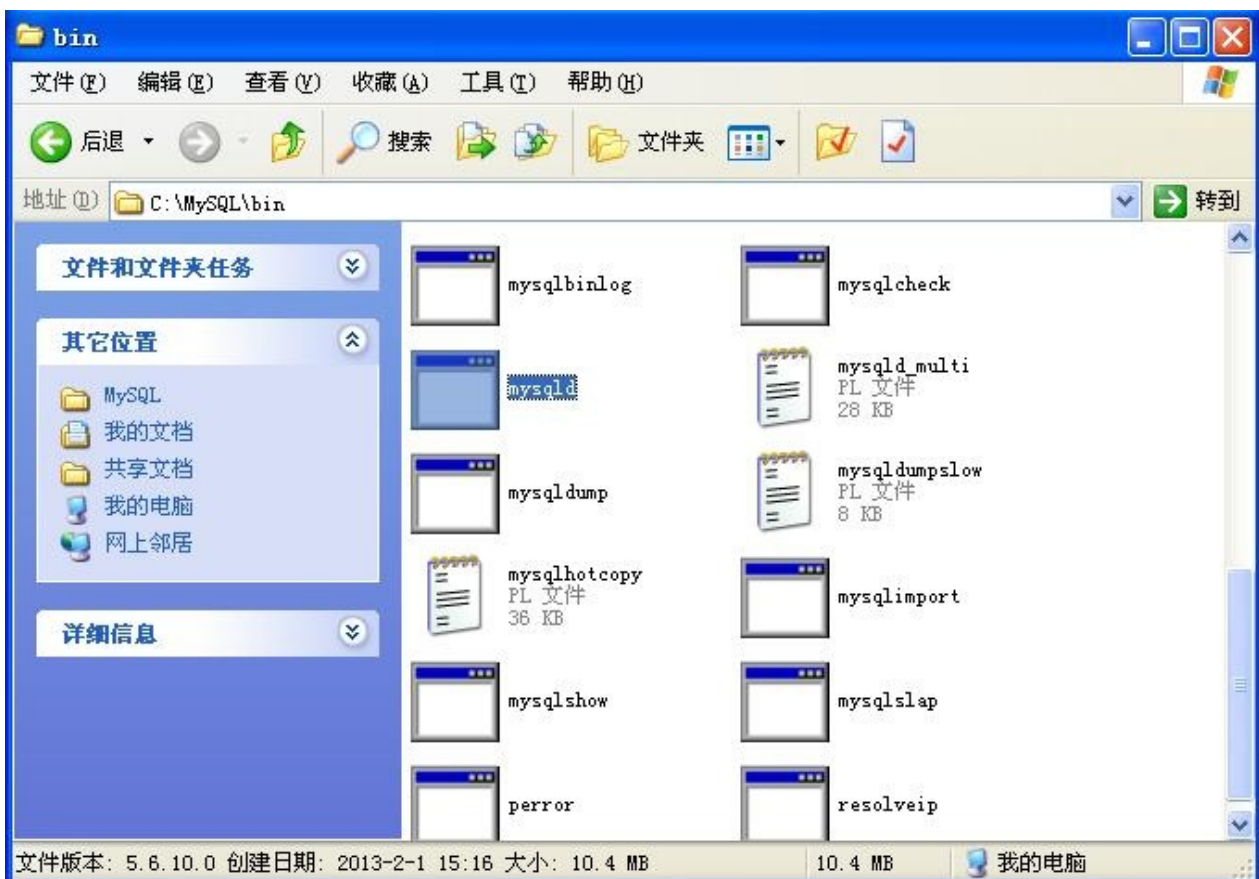 bin
文件(F) 编辑(E) 查看(V) 收藏(A) 工具(T) 帮助(H)
后退 搜索 文件夹
地址(D) C:\MySQL\bin 转到
文件和文件夹任务
其它位置
MySQL
我的文档
共享文档
我的电脑
网上邻居
详细信息
mysqlbinlog
mysqlcheck
mysqld
mysqld_multi
PL 文件
28 KB
mysqldump
mysqldumpslow
PL 文件
8 KB
mysqlhotcopy
PL 文件
36 KB
mysqlimport
mysqlshow
mysqlslap
perror
resolveip
文件版本: 5.6.10.0 创建日期: 2013-2-1 15:16 大小: 10.4 MB 10.4 MB 我的电脑